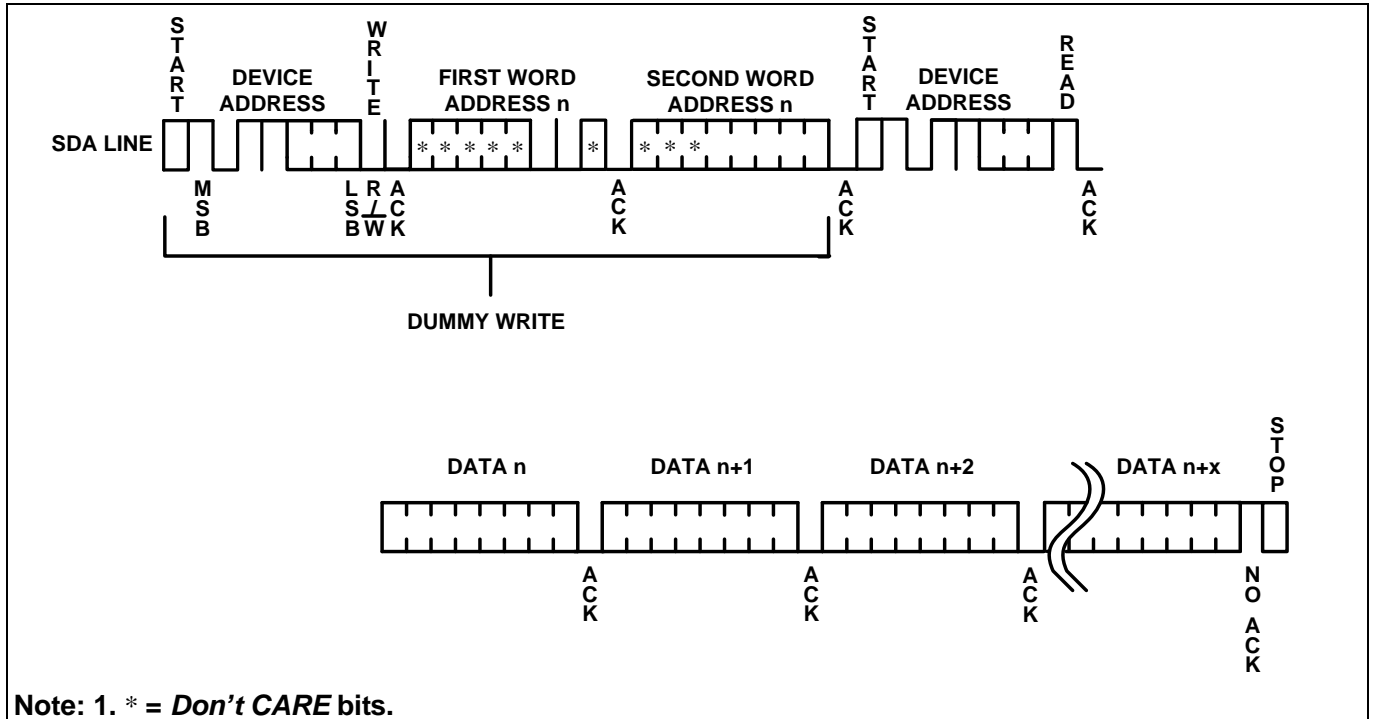 START
WRITE
START
READ
DEVICE
ADDRESS
FIRST WORD
ADDRESS n
SECOND WORD
ADDRESS n
DEVICE
ADDRESS
SDA LINE
* * * * *
*
* * *
MSB
LSB
R/W
ACK
ACK
ACK
ACK
DUMMY WRITE
STOP
DATA n
DATA n+1
DATA n+2
DATA n+x
ACK
ACK
ACK
NO ACK
Note: 1. * = Don't CARE bits.